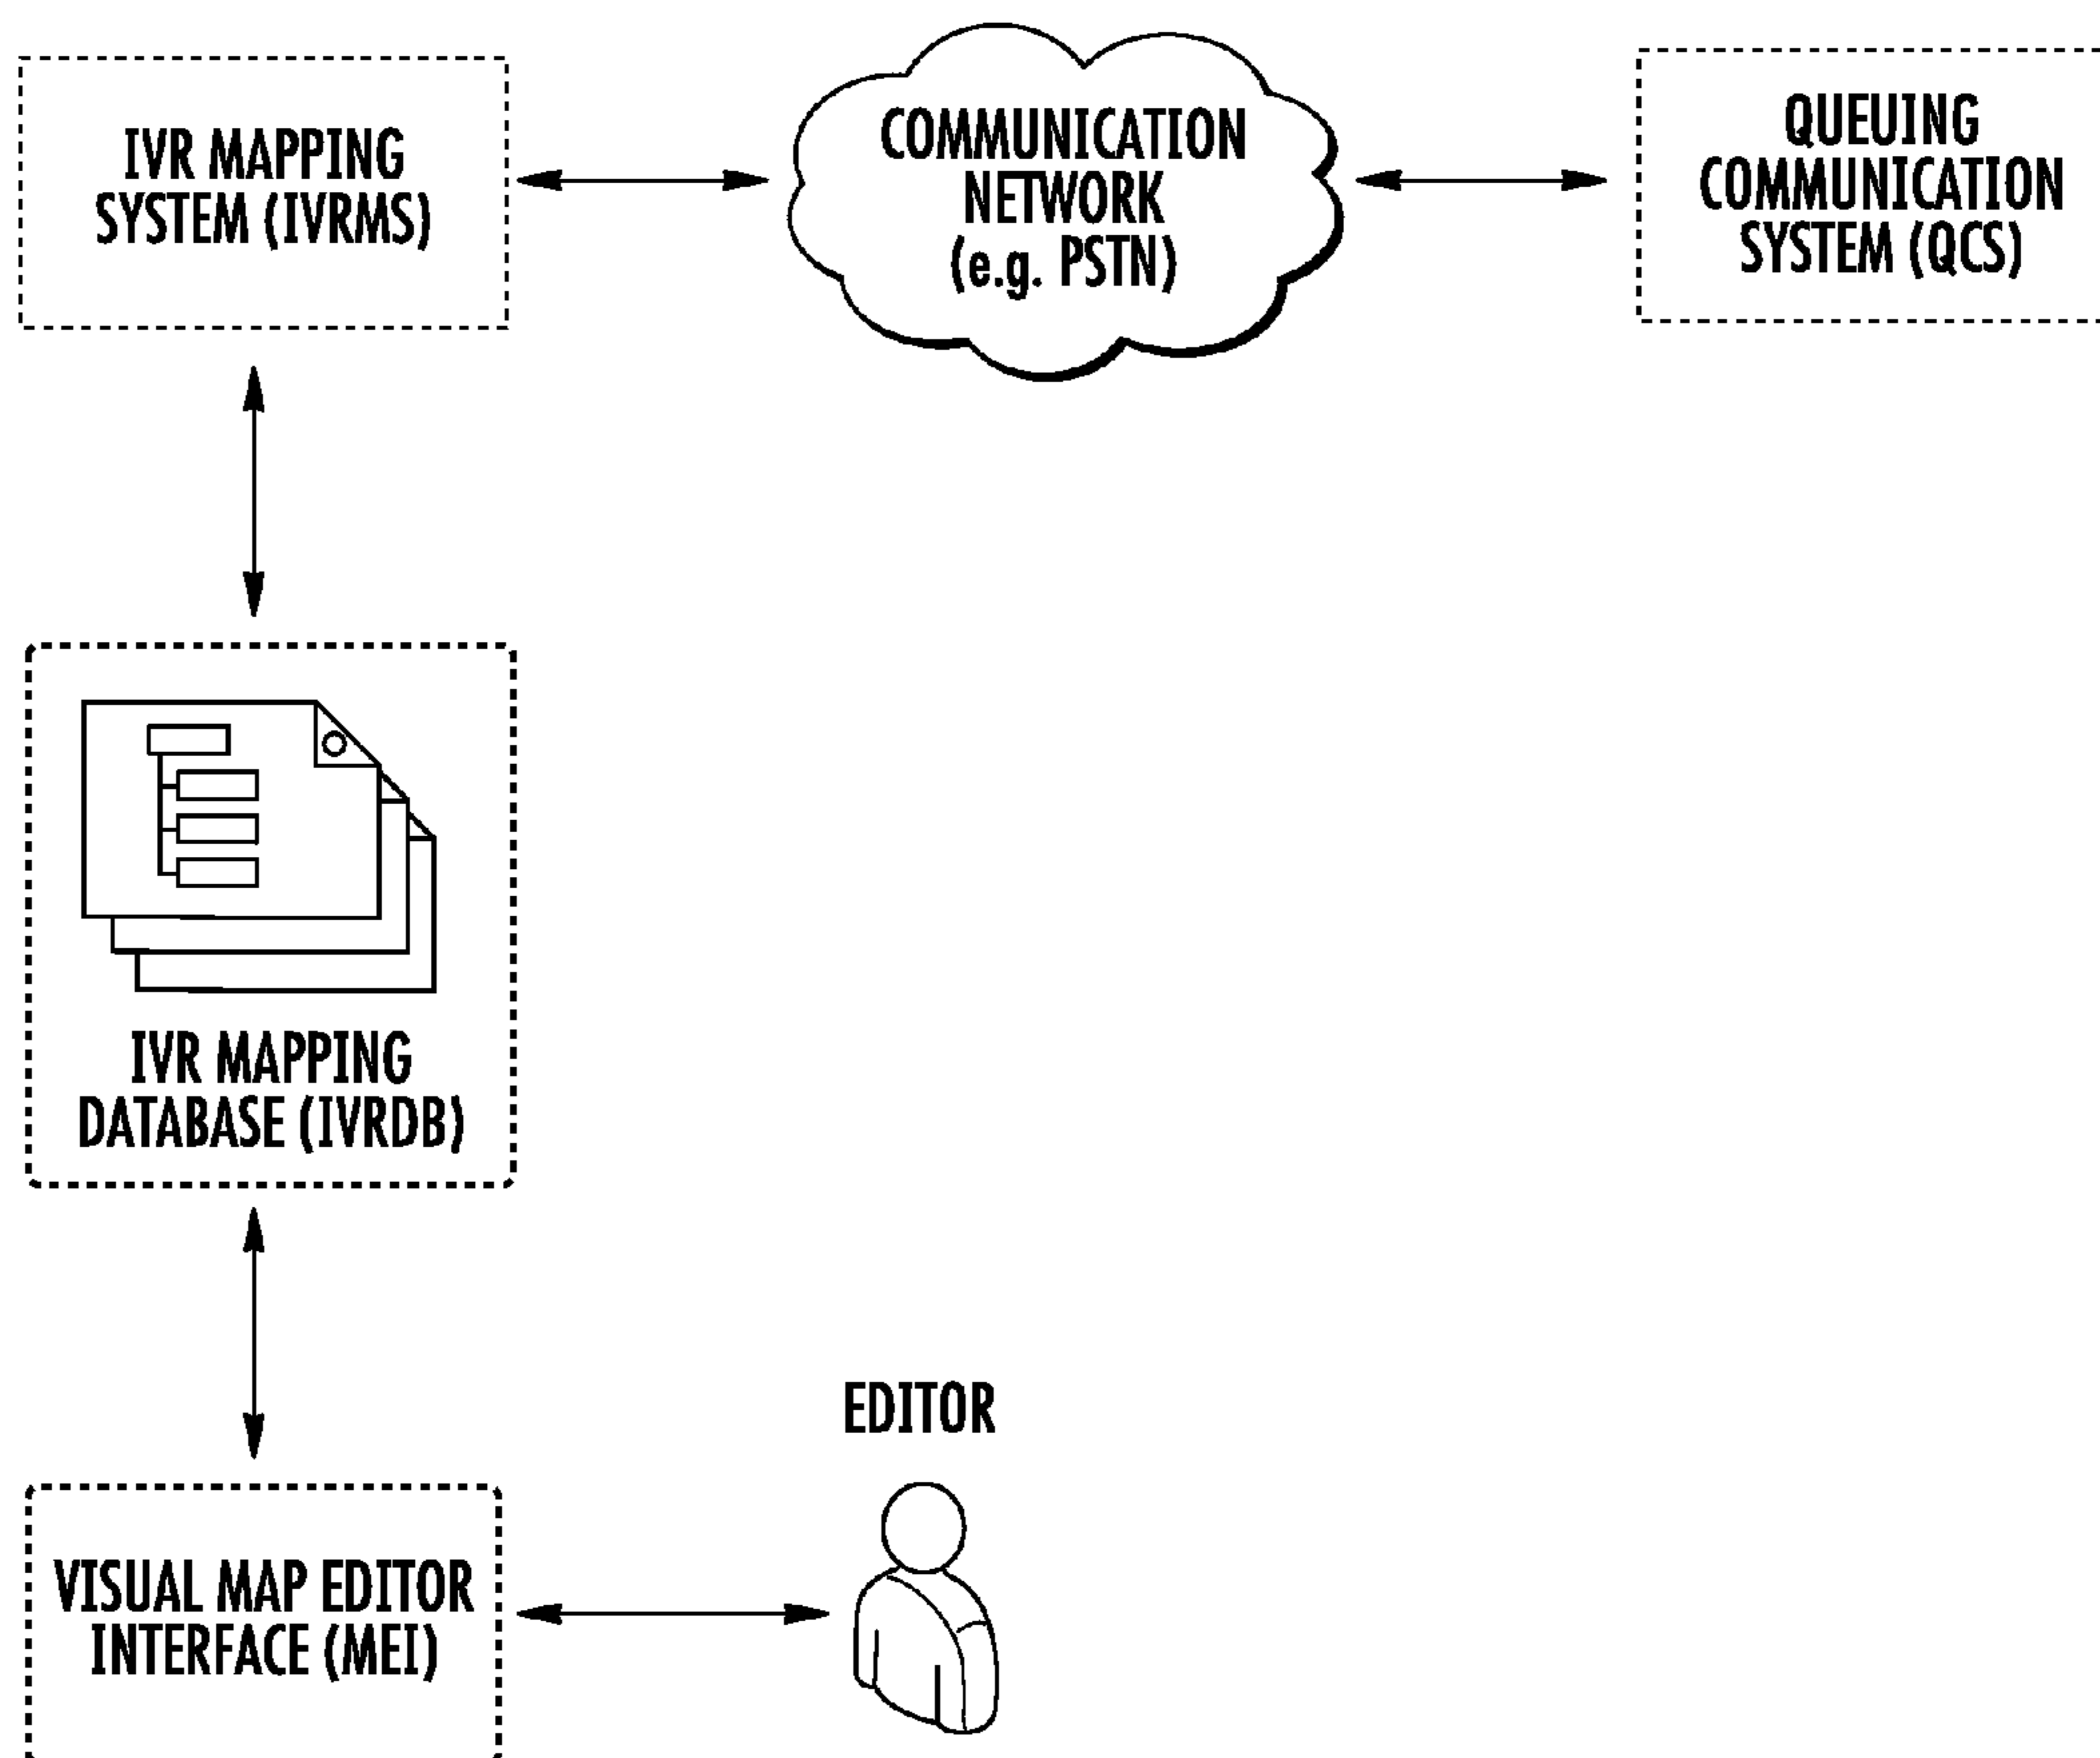 IVR MAPPING
SYSTEM (IVRMS)
COMMUNICATION
NETWORK
(e.g. PSTN)
QUEUING
COMMUNICATION
SYSTEM (QCS)
IVR MAPPING
DATABASE (IVRDB)
EDITOR
VISUAL MAP EDITOR
INTERFACE (MEI)